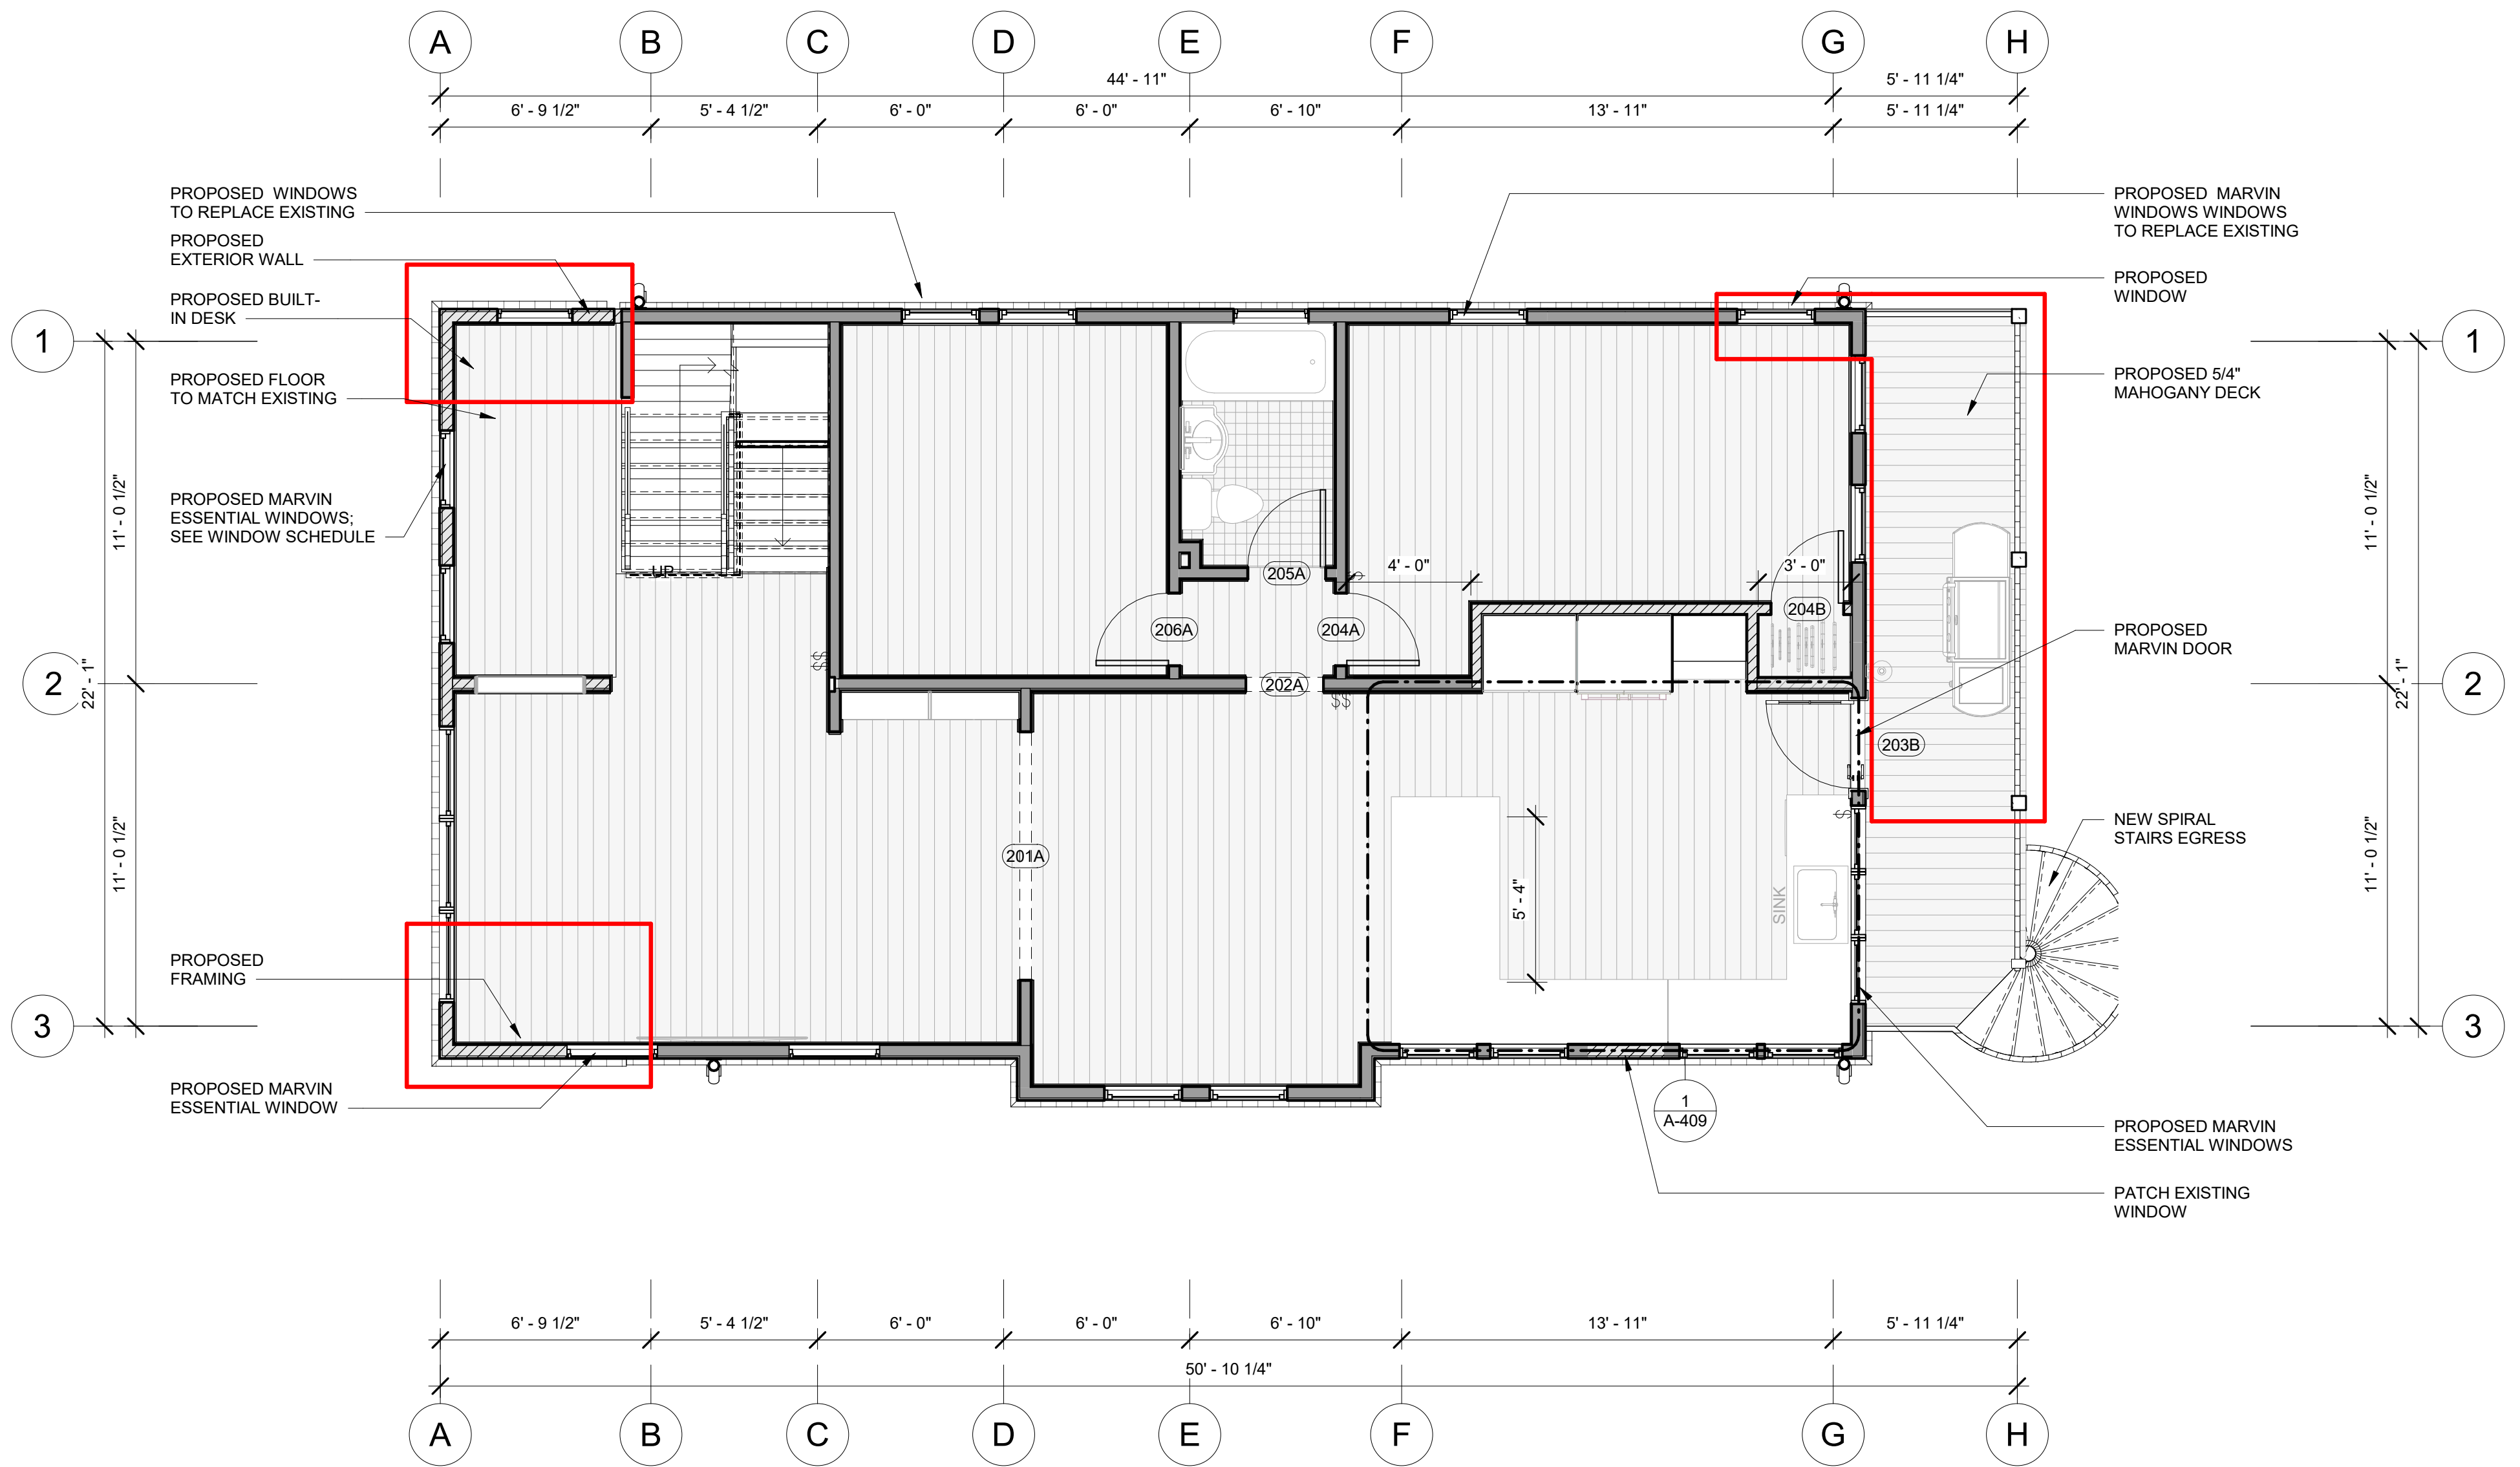 A B C D E F G H
44' - 11" 5' - 11 1/4"
6' - 9 1/2" 5' - 4 1/2" 6' - 0" 6' - 0" 6' - 10" 13' - 11" 5' - 11 1/4"
PROPOSED WINDOWS
TO REPLACE EXISTING
PROPOSED
EXTERIOR WALL
PROPOSED BUILT-
IN DESK
PROPOSED FLOOR
TO MATCH EXISTING
PROPOSED MARVIN
ESSENTIAL WINDOWS;
SEE WINDOW SCHEDULE
PROPOSED
FRAMING
PROPOSED MARVIN
ESSENTIAL WINDOW
1
2
3
11' - 0 1/2"
22' - 1"
11' - 0 1/2"
UP
205A
4' - 0"
3' - 0"
206A
204A
204B
202A
$$
$$
$
203B
201A
5' - 4"
SINK
1
A-409
PROPOSED MARVIN
WINDOWS WINDOWS
TO REPLACE EXISTING
PROPOSED
WINDOW
PROPOSED 5/4"
MAHOGANY DECK
PROPOSED
MARVIN DOOR
NEW SPIRAL
STAIRS EGRESS
PROPOSED MARVIN
ESSENTIAL WINDOWS
PATCH EXISTING
WINDOW
1
2
3
11' - 0 1/2"
22' - 1"
11' - 0 1/2"
6' - 9 1/2" 5' - 4 1/2" 6' - 0" 6' - 0" 6' - 10" 13' - 11" 5' - 11 1/4"
50' - 10 1/4"
A B C D E F G H